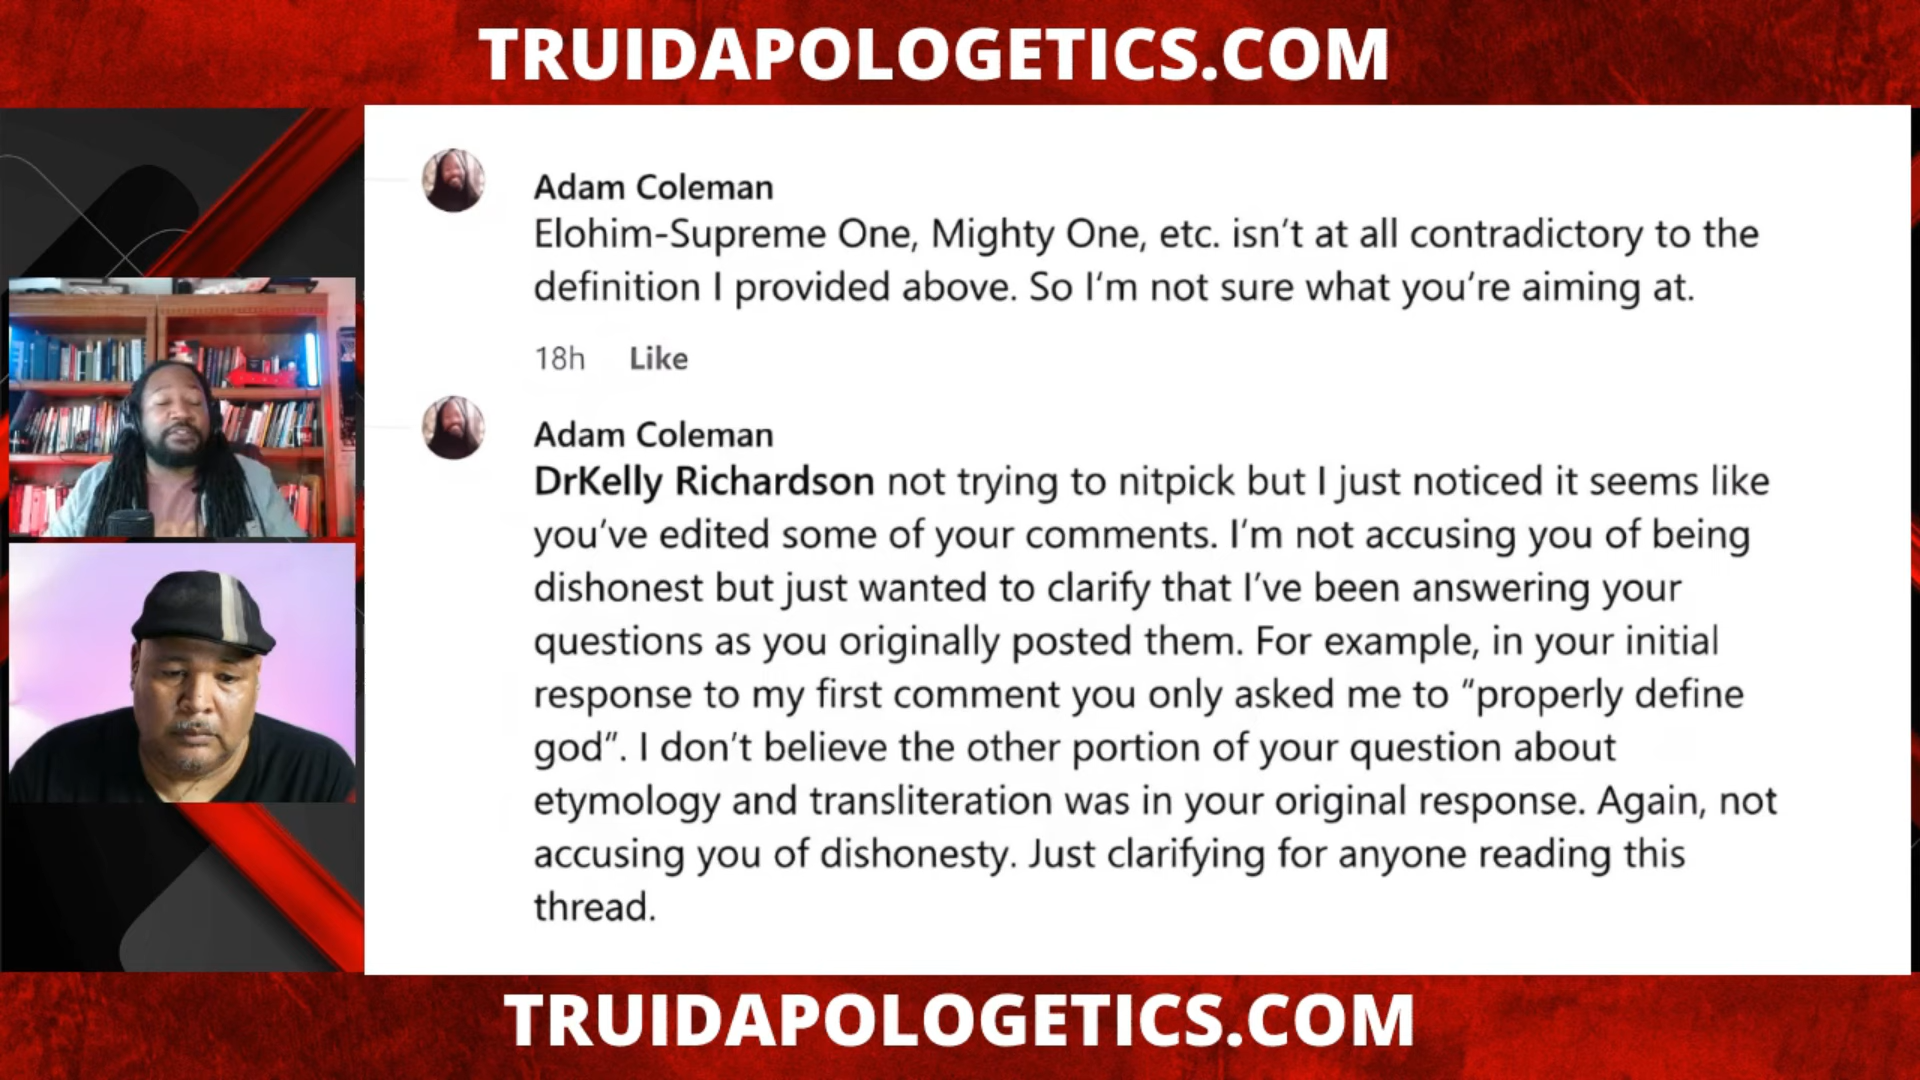 TRUIDAPOLOGETICS.COM
Adam Coleman
Elohim-Supreme One, Mighty One, etc. isn't at all contradictory to the
definition I provided above. So I'm not sure what you're aiming at.
18h Like
Adam Coleman
DrKelly Richardson not trying to nitpick but I just noticed it seems like
you've edited some of your comments. I'm not accusing you of being
dishonest but just wanted to clarify that I've been answering your
questions as you originally posted them. For example, in your initial
response to my first comment you only asked me to “properly define
god”. I don't believe the other portion of your question about
etymology and transliteration was in your original response. Again, not
accusing you of dishonesty. Just clarifying for anyone reading this
thread.
TRUIDAPOLOGETICS.COM